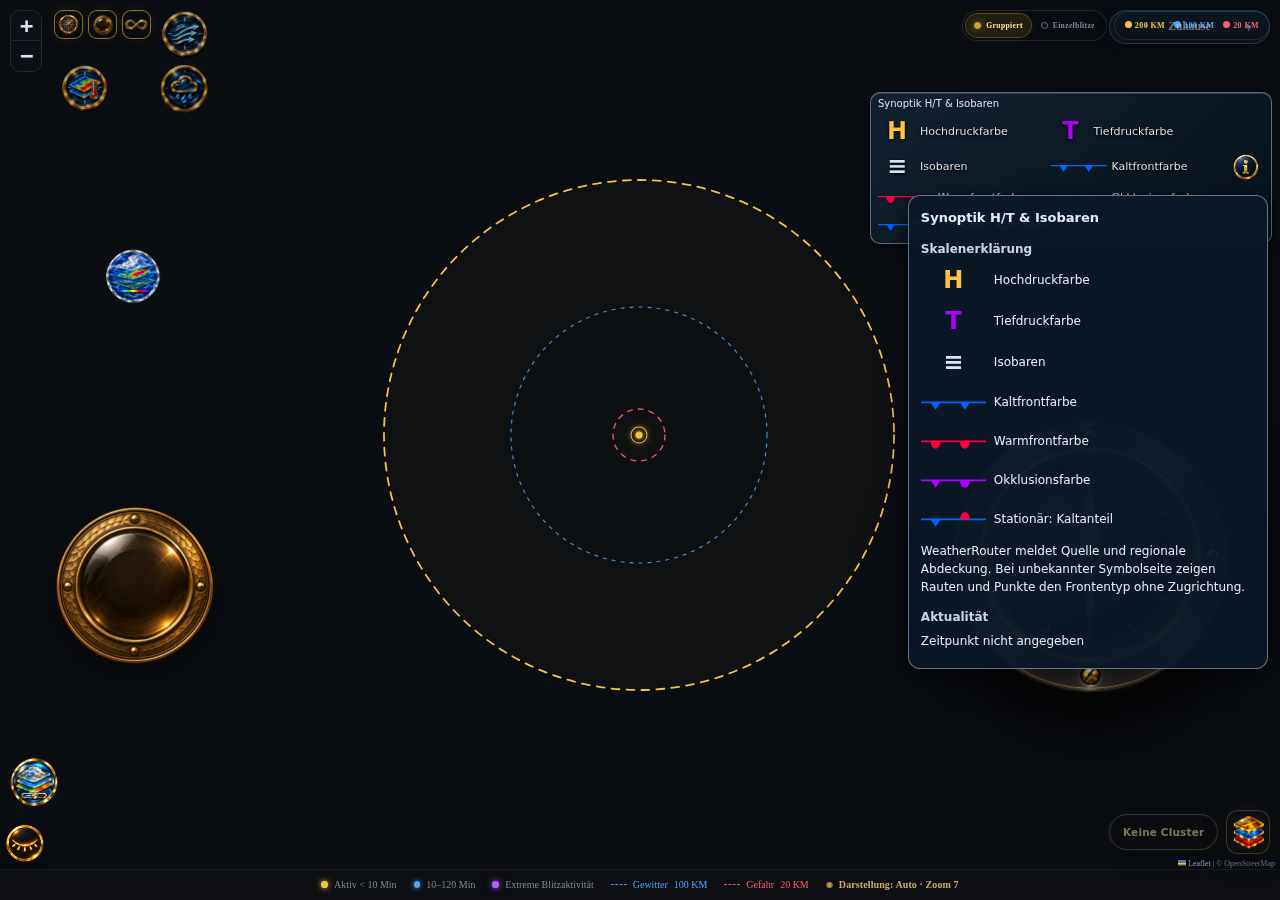 +
−
Gruppiert
Einzelblitze
200 KM
100 KM
20 KM
Zuhause
Synoptik H/T & Isobaren
H Hochdruckfarbe
T Tiefdruckfarbe
Isobaren
Kaltfrontfarbe
Synoptik H/T & Isobaren
Skalenerklärung
H Hochdruckfarbe
T Tiefdruckfarbe
Isobaren
Kaltfrontfarbe
Warmfrontfarbe
Okklusionsfarbe
Stationär: Kaltanteil
WeatherRouter meldet Quelle und regionale
Abdeckung. Bei unbekannter Symbolseite zeigen
Rauten und Punkte den Frontentyp ohne Zugrichtung.
Aktualität
Zeitpunkt nicht angegeben
Keine Cluster
Leaflet | © OpenStreetMap
Aktiv < 10 Min
10–120 Min
Extreme Blitzaktivität
Gewitter 100 KM
Gefahr 20 KM
Darstellung: Auto · Zoom 7